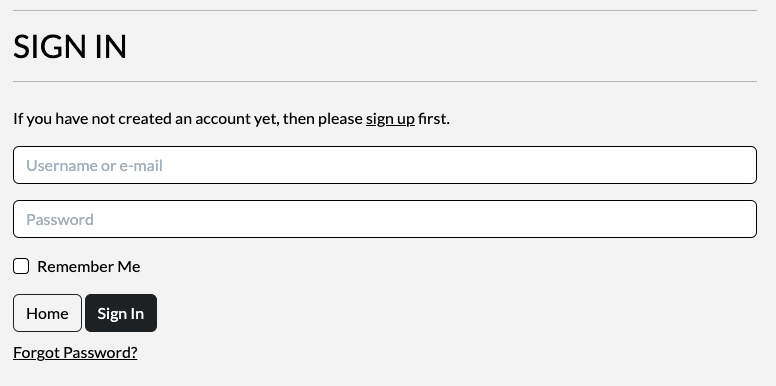 SIGN IN
If you have not created an account yet, then please sign up first.
Username or e-mail
Password
Remember Me
Home Sign In
Forgot Password?